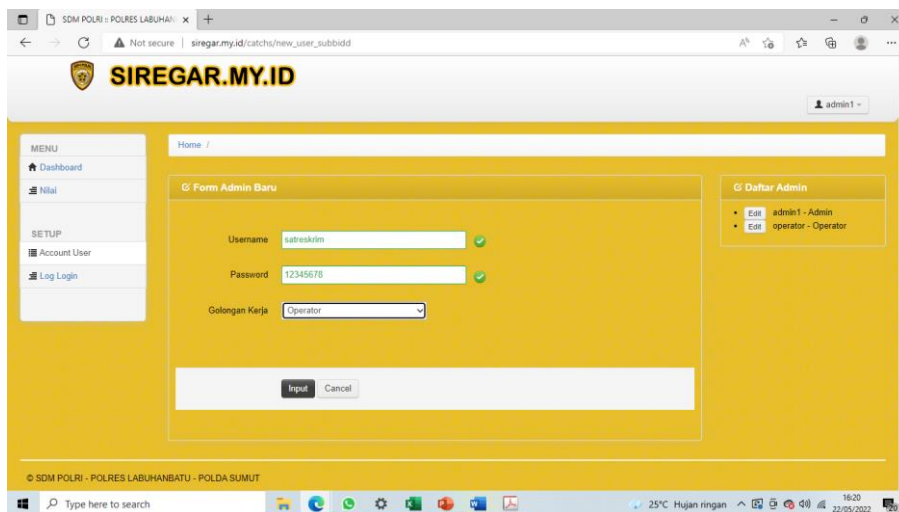 SDM POLRI :: POLRES LABUHAN
Not secure | siregar.my.id/catchs/new_user_subbidd
SIREGAR.MY.ID
admin1
MENU
Dashboard
Nilai
SETUP
Account User
Log Login
Home /
Form Admin Baru
Username satreskrim
Password 12345678
Golongan Kerja Operator
Input Cancel
Daftar Admin
Edit admin1 - Admin
Edit operator - Operator
© SDM POLRI - POLRES LABUHANBATU - POLDA SUMUT
Type here to search
25°C Hujan ringan
16:20
22/05/2022